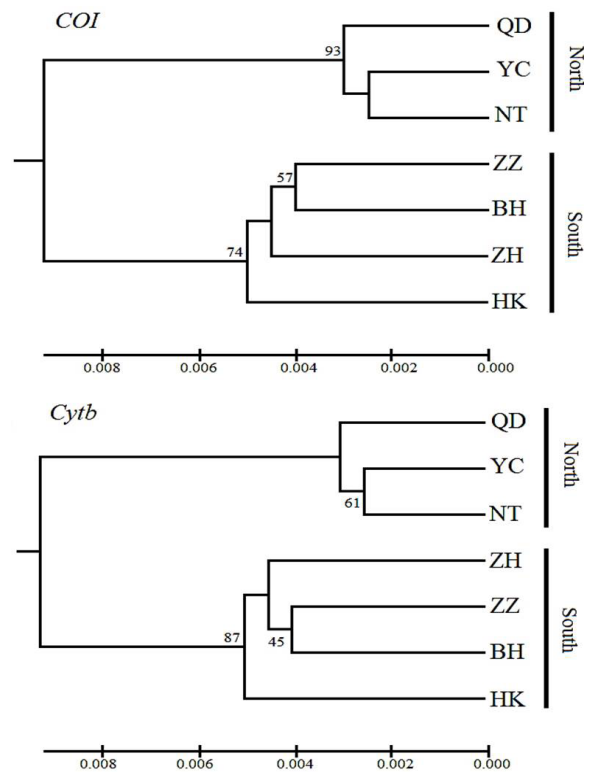 COI
QD
93
YC
NT
North
ZZ
57
BH
ZH
74
HK
South
0.008 0.006 0.004 0.002 0.000
Cytb
QD
YC
61
NT
North
ZH
ZZ
87
45
BH
HK
South
0.008 0.006 0.004 0.002 0.000